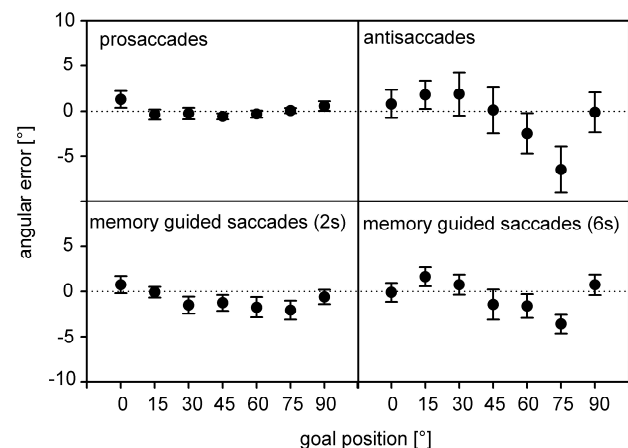 10
prosaccades
antisaccades
5
0
-5
angular error [°]
memory guided saccades (2s)
memory guided saccades (6s)
5
0
-5
-10
0 15 30 45 60 75 90
0 15 30 45 60 75 90
goal position [°]